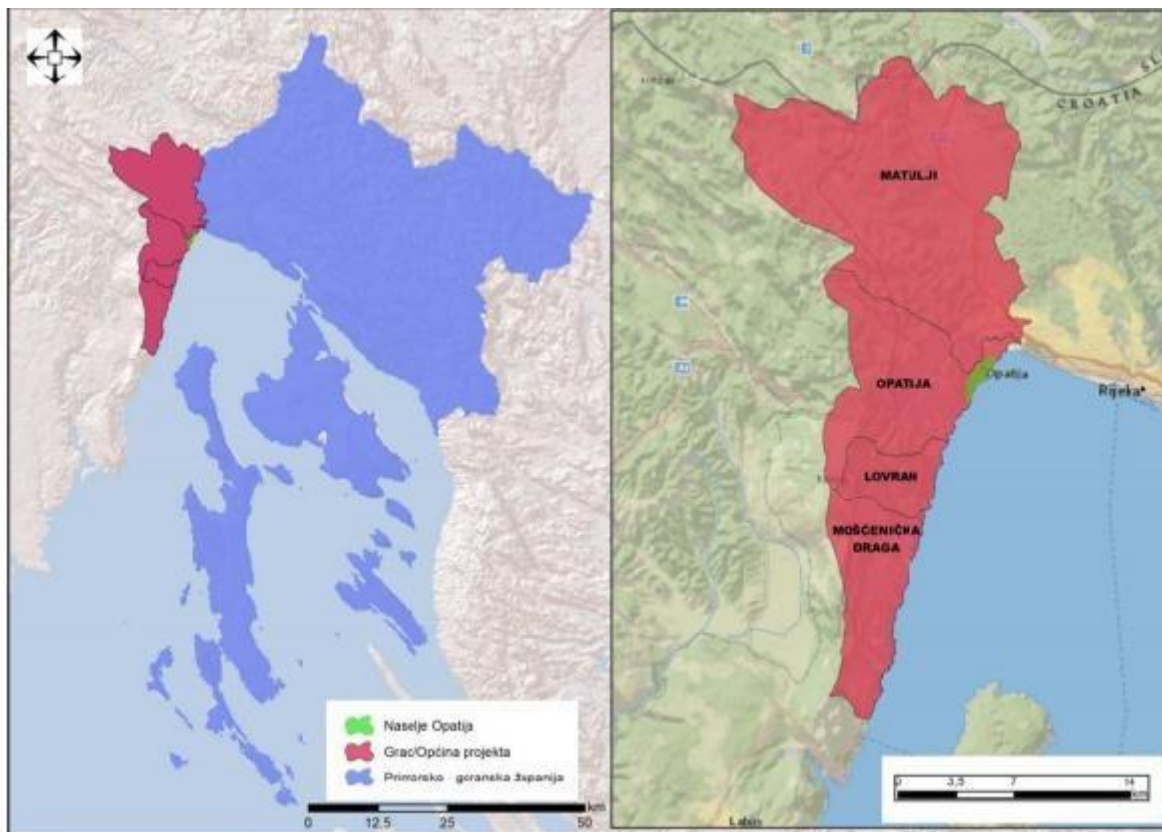 Naselje Opatija
Grad/Općina projekta
Primorsko - goranska županija
km
0 12,5 25 50
CROATIA
MATULJI
Opatija
Rijeka
OPATIJA
LOVRAN
MOŠĆENIČKA
DRAGA
0 3,5 7 14
km
Labin